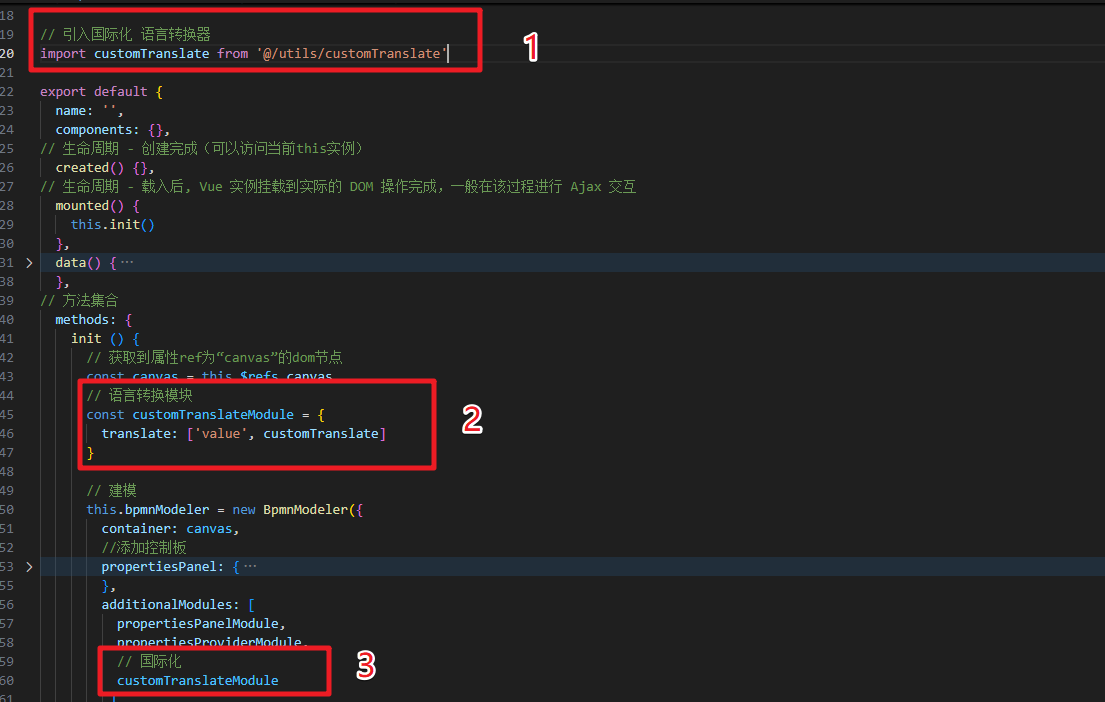 18
19 // 引入国际化 语言转换器
20 import customTranslate from '@/utils/customTranslate'
1
21
22 export default {
23 name: '',
24 components: {},
25 // 生命周期 - 创建完成（可以访问当前this实例）
26 created() {},
27 // 生命周期 - 载入后, Vue 实例挂载到实际的 DOM 操作完成，一般在该过程进行 Ajax 交互
28 mounted() {
29 this.init()
30 },
31 data() { ···
38 },
39 // 方法集合
40 methods: {
41 init () {
42 // 获取到属性ref为“canvas”的dom节点
43 const canvas = this.$refs.canvas
44 // 语言转换模块
45 const customTranslateModule = {
2
46 translate: ['value', customTranslate]
47 }
48
49 // 建模
50 this.bpmnModeler = new BpmnModeler({
51 container: canvas,
52 //添加控制板
53 propertiesPanel: { ···
55 },
56 additionalModules: [
57 propertiesPanelModule,
58 propertiesProviderModule,
59 // 国际化
3
60 customTranslateModule
61